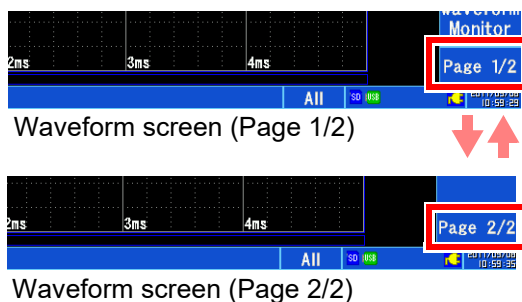 Waveform
Monitor
2ms 3ms 4ms
Page 1/2
All SD USB
10:59:29
Waveform screen (Page 1/2)
2ms 3ms 4ms
Page 2/2
All SD USB
10:59:35
Waveform screen (Page 2/2)